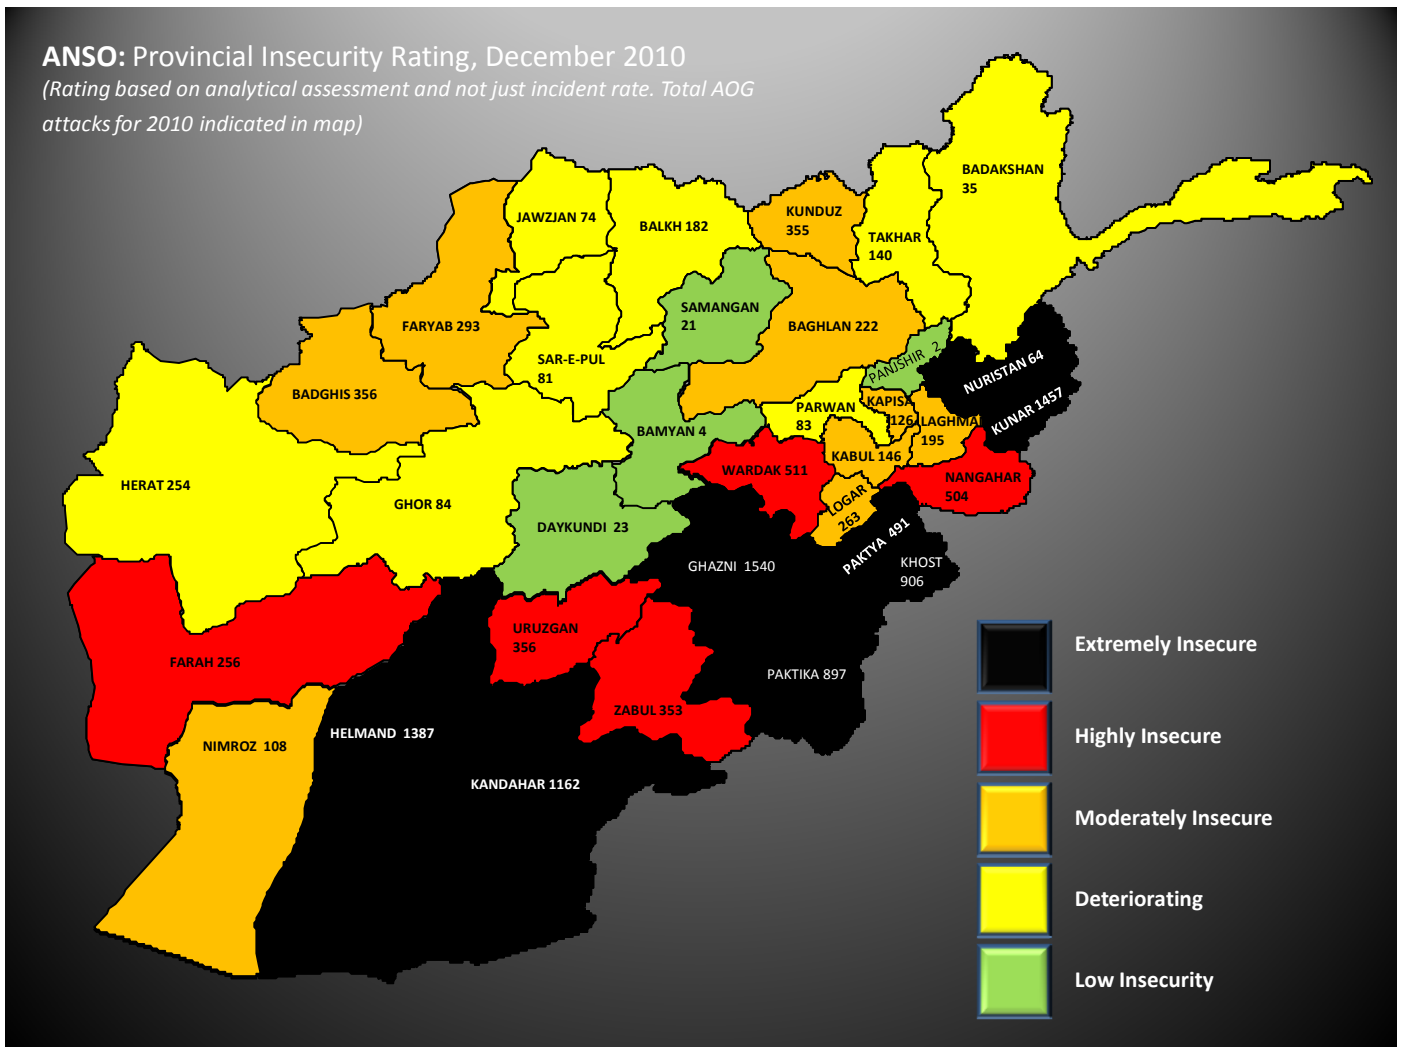 ANSO: Provincial Insecurity Rating, December 2010
(Rating based on analytical assessment and not just incident rate. Total AOG
attacks for 2010 indicated in map)
BADAKSHAN
35
JAWZJAN 74
BALKH 182
KUNDUZ
355
TAKHAR
140
SAMANGAN
21
FARYAB 293
BAGHLAN 222
SAR-E-PUL
81
PANJSHIR 2
NURISTAN 64
BADGHIS 356
KUNAR 1457
PARWAN
83
KAPISA
126
LAGHMA
195
BAMYAN 4
KABUL 146
WARDAK 511
NANGAHAR
504
HERAT 254
GHOR 84
LOGAR
263
DAYKUNDI 23
PAKTYA 491
GHAZNI 1540
KHOST
906
URUZGAN
356
FARAH 256
PAKTIKA 897
ZABUL 353
NIMROZ 108
HELMAND 1387
KANDAHAR 1162
Extremely Insecure
Highly Insecure
Moderately Insecure
Deteriorating
Low Insecurity